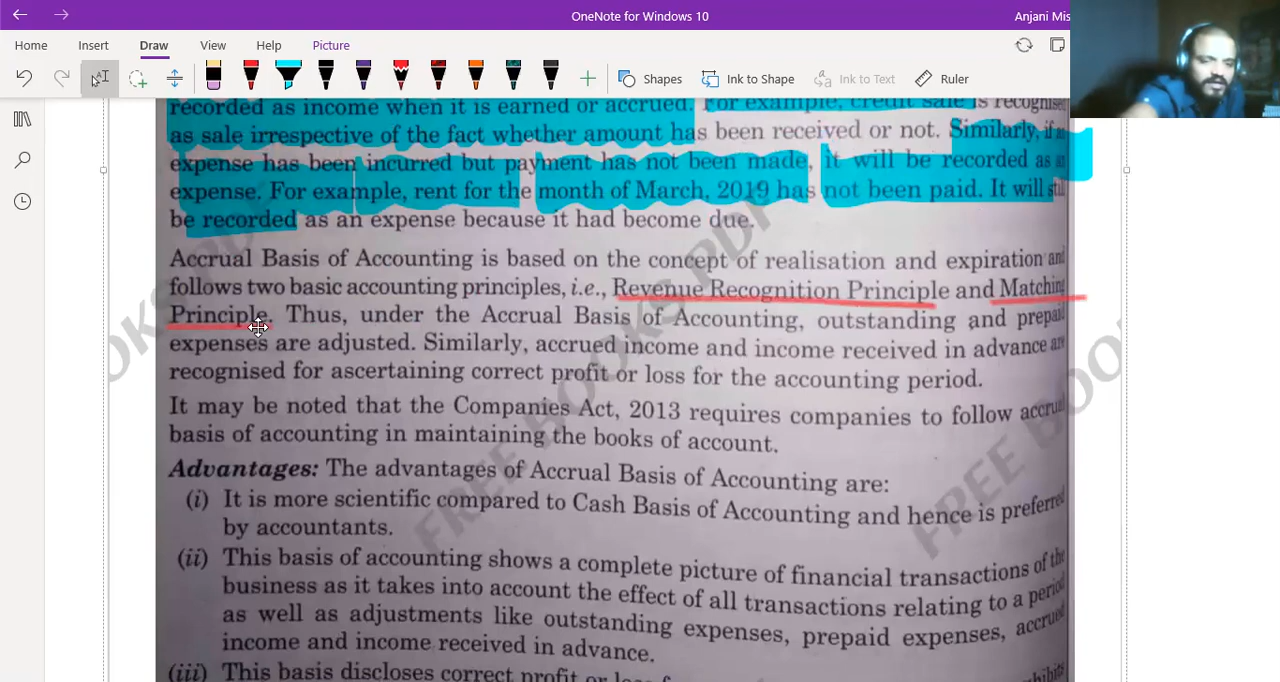 OneNote for Windows 10
Anjani Mis
Home Insert Draw View Help Picture
Shapes Ink to Shape Ink to Text Ruler
recorded as income when it is earned or accrued. For example, credit sale is recognised
as sale irrespective of the fact whether amount has been received or not. Similarly, if an
expense has been incurred but payment has not been made, it will be recorded as an
expense. For example, rent for the month of March, 2019 has not been paid. It will still
be recorded as an expense because it had become due.
Accrual Basis of Accounting is based on the concept of realisation and expiration and
follows two basic accounting principles, i.e., Revenue Recognition Principle and Matching
Principle. Thus, under the Accrual Basis of Accounting, outstanding and prepaid
expenses are adjusted. Similarly, accrued income and income received in advance are
recognised for ascertaining correct profit or loss for the accounting period.
It may be noted that the Companies Act, 2013 requires companies to follow accrual
basis of accounting in maintaining the books of account.
Advantages: The advantages of Accrual Basis of Accounting are:
(i) It is more scientific compared to Cash Basis of Accounting and hence is preferred
by accountants.
(ii) This basis of accounting shows a complete picture of financial transactions of the
business as it takes into account the effect of all transactions relating to a period
as well as adjustments like outstanding expenses, prepaid expenses, accrued
income and income received in advance.
(iii) This basis discloses correct profit or loss
FREE BOOKS PDF